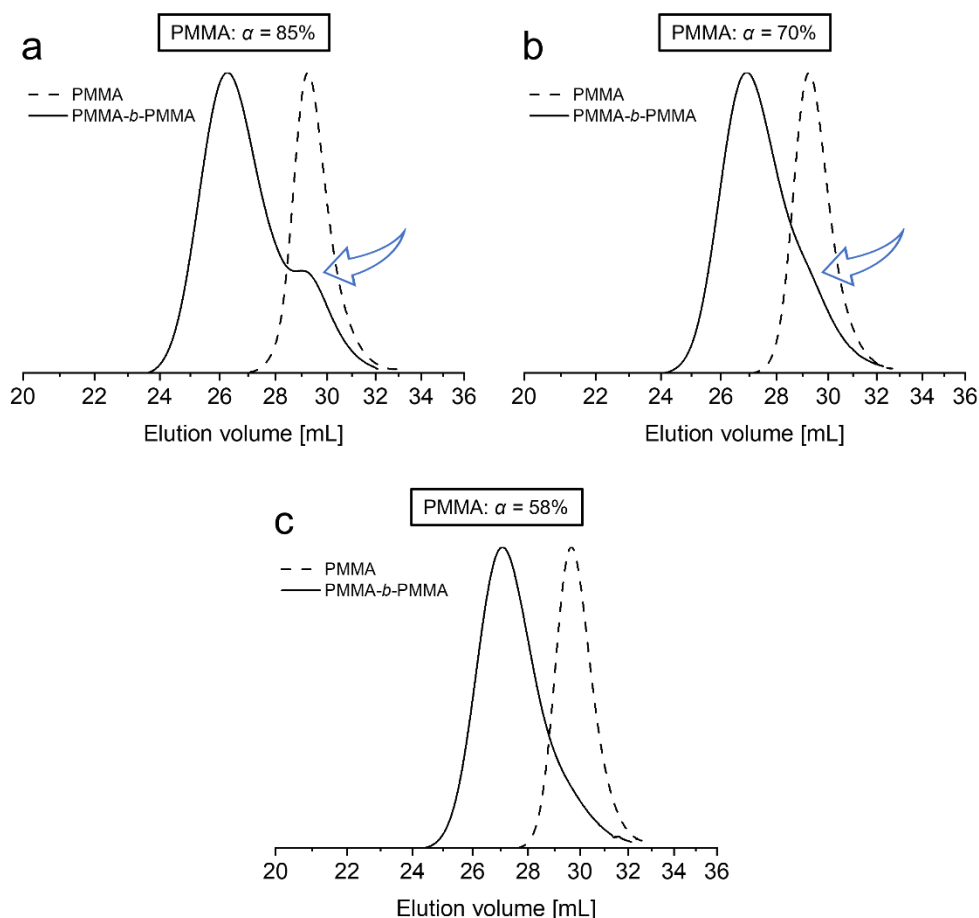 a
PMMA: α = 85%
PMMA
PMMA-b-PMMA
20 22 24 26 28 30 32 34 36
Elution volume [mL]
b
PMMA: α = 70%
PMMA
PMMA-b-PMMA
20 22 24 26 28 30 32 34 36
Elution volume [mL]
c
PMMA: α = 58%
PMMA
PMMA-b-PMMA
20 22 24 26 28 30 32 34 36
Elution volume [mL]